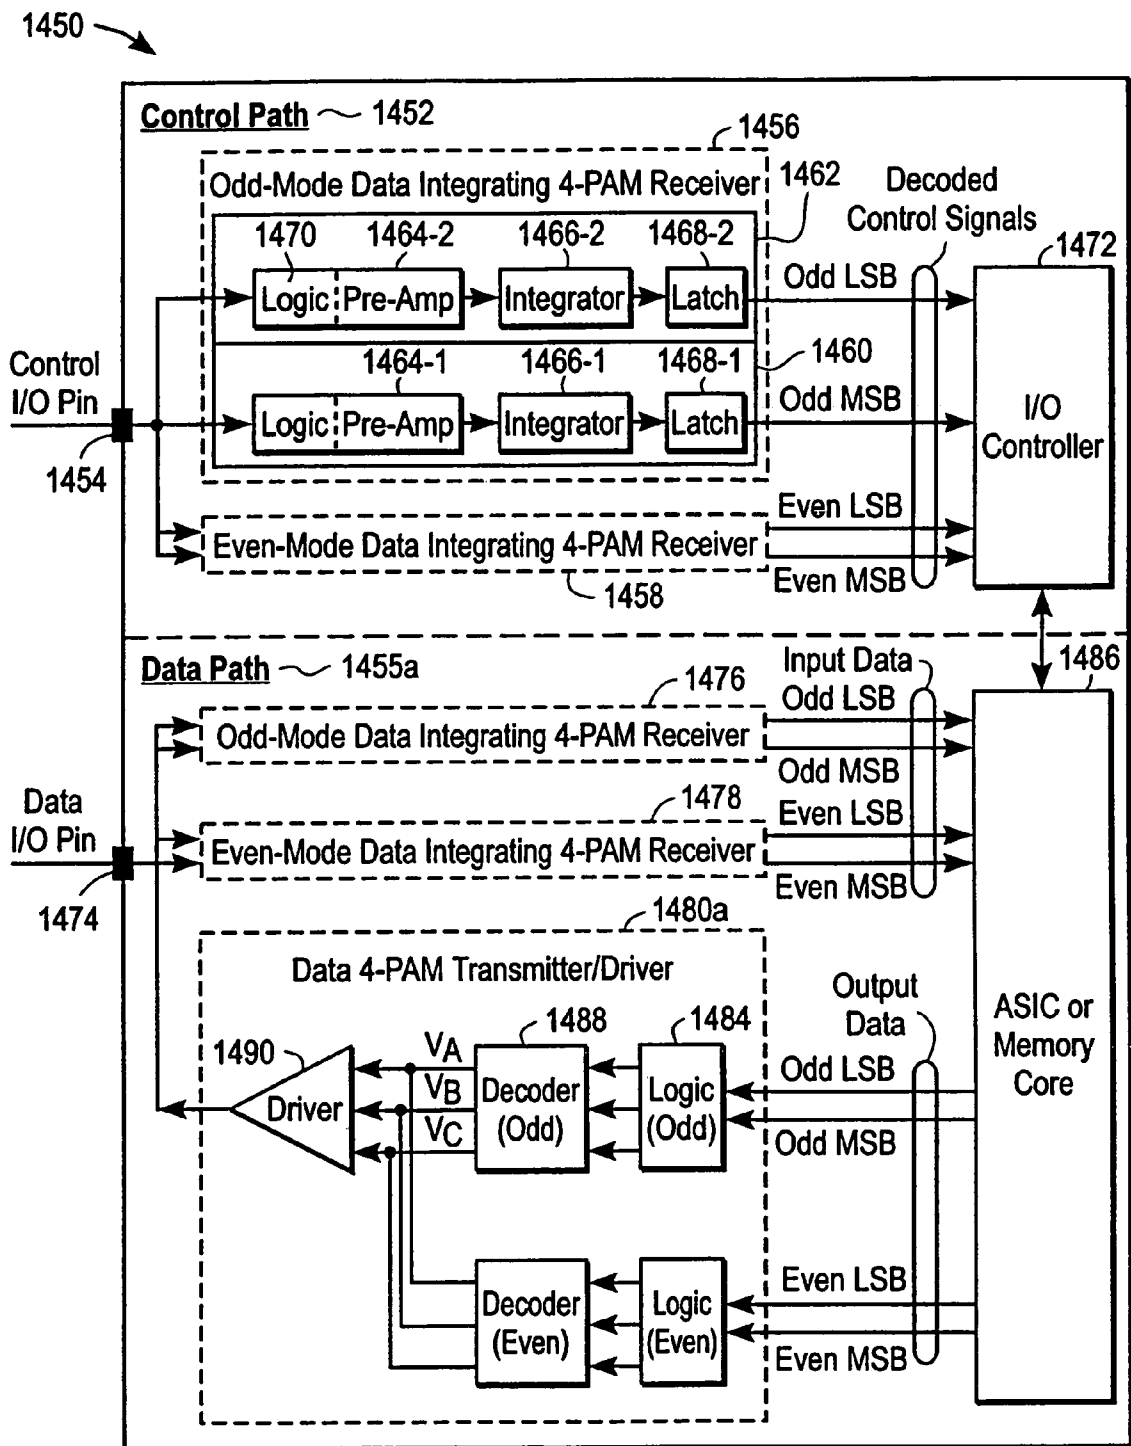 1450
Control Path ~ 1452
1456
Odd-Mode Data Integrating 4-PAM Receiver
1462
1470
1464-2
1466-2
1468-2
Logic
Pre-Amp
Integrator
Latch
Odd LSB
Decoded
Control Signals
1472
1464-1
1466-1
1468-1
1460
Logic
Pre-Amp
Integrator
Latch
Odd MSB
Control
I/O Pin
1454
I/O
Controller
Even-Mode Data Integrating 4-PAM Receiver
1458
Even LSB
Even MSB
Data Path ~ 1455a
1476
Input Data
1486
Odd-Mode Data Integrating 4-PAM Receiver
Odd LSB
Odd MSB
Data
I/O Pin
1474
1478
Even-Mode Data Integrating 4-PAM Receiver
Even LSB
Even MSB
1480a
Data 4-PAM Transmitter/Driver
1490
Driver
VA
VB
VC
1488
Decoder
(Odd)
1484
Logic
(Odd)
Output
Data
Odd LSB
Odd MSB
ASIC or
Memory
Core
Decoder
(Even)
Logic
(Even)
Even LSB
Even MSB